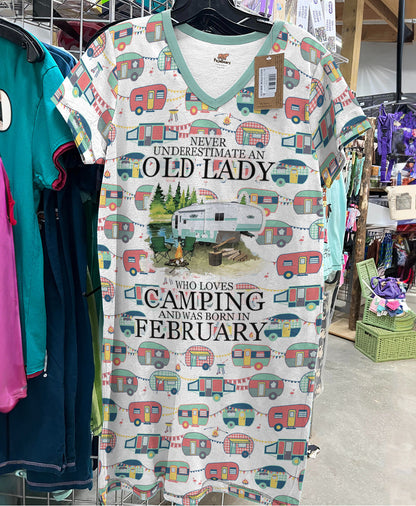 NEVER
UNDERESTIMATE AN
OLD LADY
WHO LOVES
CAMPING
AND WAS BORN IN
FEBRUARY